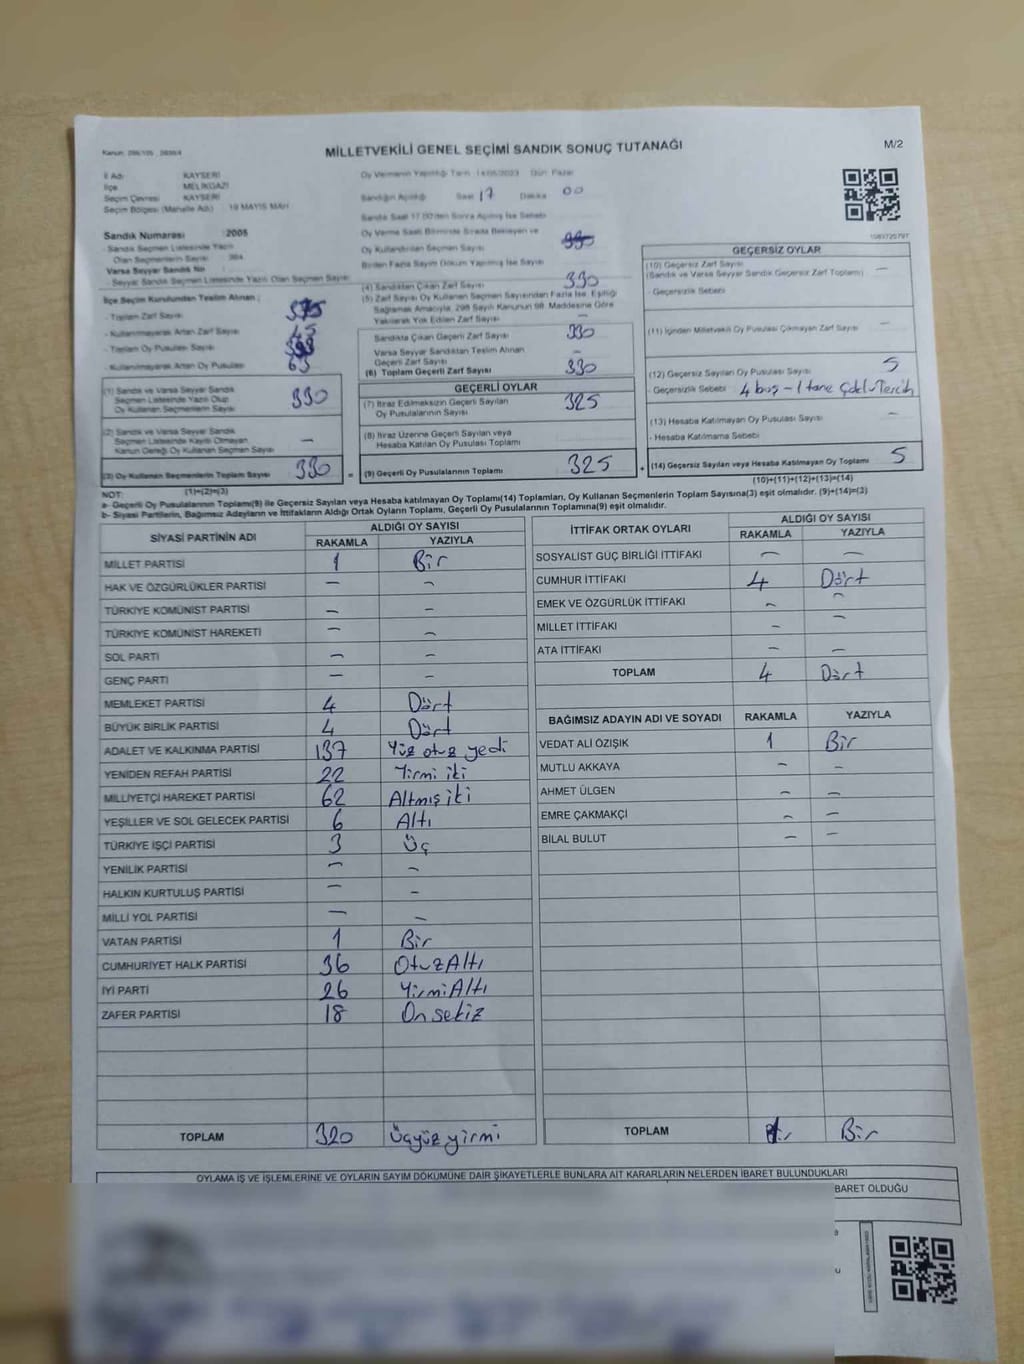 Kanun: 298/105 , 2839/4
MİLLETVEKİLİ GENEL SEÇİMİ SANDIK SONUÇ TUTANAĞI
M/2
İl Adı KAYSERİ
İlçe MELİKGAZİ
Seçim Çevresi KAYSERİ
Seçim Bölgesi (Mahalle Adı) 19 MAYIS MAH
Sandık Numarası : 2005
- Sandık Seçmen Listesinde Yazılı
Olan Seçmenlerin Sayısı 364
Varsa Seyyar Sandık No
- Seyyar Sandık Seçmen Listesinde Yazılı Olan Seçmen Sayısı
İlçe Seçim Kurulundan Teslim Alınan ;
- Toplam Zarf Sayısı
- Kullanılmayarak Artan Zarf Sayısı 45
- Toplam Oy Pusulası Sayısı
- Kullanılmayarak Artan Oy Pusulası 63
(1) Sandık ve Varsa Seyyar Sandık
Seçmen Listesinde Yazılı Olup
Oy Kullanan Seçmenlerin Sayısı 330
(2) Sandık ve Varsa Seyyar Sandık
Seçmen Listesinde Kaydı Olmayan
Kanun Gereği Oy Kullanan Seçmen Sayısı —
(3) Oy Kullanan Seçmenlerin Toplam Sayısı 330
(1)+(2)=(3)
Oy Vermenin Yapıldığı Tarih 14/05/2023 Gün: Pazar
Sandığın Açıldığı Saat 17 Dakika 00
Sandık Saat 17.00'den Sonra Açılmış İse Sebebi
Oy Verme Saati Bitiminde Sırada Bekleyen ve
Oy Kullandırılan Seçmen Sayısı
Birden Fazla Sayım Döküm Yapılmış İse Sayısı
(4) Sandıktan Çıkan Zarf Sayısı 330
(5) Zarf Sayısı Oy Kullanan Seçmen Sayısından Fazla İse, Eşitliği
Sağlamak Amacıyla, 298 Sayılı Kanunun 98. Maddesine Göre
Yakılarak Yok Edilen Zarf Sayısı —
Sandıkta Çıkan Geçerli Zarf Sayısı 330
Varsa Seyyar Sandıktan Teslim Alınan
Geçerli Zarf Sayısı —
(6) Toplam Geçerli Zarf Sayısı 330
GEÇERLİ OYLAR
(7) İtiraz Edilmeksizin Geçerli Sayılan
Oy Pusulalarının Sayısı 325
(8) İtiraz Üzerine Geçerli Sayılan veya
Hesaba Katılan Oy Pusulası Toplamı
= (9) Geçerli Oy Pusulalarının Toplamı 325 +
1083720797
GEÇERSİZ OYLAR
(10) Geçersiz Zarf Sayısı —
(Sandık ve Varsa Seyyar Sandık Geçersiz Zarf Toplamı)
- Geçersizlik Sebebi
(11) İçinden Milletvekili Oy Pusulası Çıkmayan Zarf Sayısı —
(12) Geçersiz Sayılan Oy Pusulası Sayısı 5
- Geçersizlik Sebebi 4 boş - 1 tane Çoklu Tercih
(13) Hesaba Katılmayan Oy Pusulası Sayısı —
- Hesaba Katılmama Sebebi
(14) Geçersiz Sayılan veya Hesaba Katılmayan Oy Toplamı 5
(10)+(11)+(12)+(13)=(14)
NOT:
a- Geçerli Oy Pusulalarının Toplamı(9) ile Geçersiz Sayılan veya Hesaba katılmayan Oy Toplamı(14) Toplamları, Oy Kullanan Seçmenlerin Toplam Sayısına(3) eşit olmalıdır. (9)+(14)=(3)
b- Siyasi Partilerin, Bağımsız Adayların ve İttifakların Aldığı Ortak Oyların Toplamı, Geçerli Oy Pusulalarının Toplamına(9) eşit olmalıdır.
SİYASİ PARTİNİN ADI ALDIĞI OY SAYISI
RAKAMLA YAZIYLA
MİLLET PARTİSİ 1 Bir
HAK VE ÖZGÜRLÜKLER PARTİSİ — —
TÜRKİYE KOMÜNİST PARTİSİ — —
TÜRKİYE KOMÜNİST HAREKETİ — —
SOL PARTİ — —
GENÇ PARTİ — —
MEMLEKET PARTİSİ 4 Dört
BÜYÜK BİRLİK PARTİSİ 4 Dört
ADALET VE KALKINMA PARTİSİ 137 Yüz otuz yedi
YENİDEN REFAH PARTİSİ 22 Yirmi iki
MİLLİYETÇİ HAREKET PARTİSİ 62 Altmış iki
YEŞİLLER VE SOL GELECEK PARTİSİ 6 Altı
TÜRKİYE İŞÇİ PARTİSİ 3 Üç
YENİLİK PARTİSİ — —
HALKIN KURTULUŞ PARTİSİ — —
MİLLİ YOL PARTİSİ — —
VATAN PARTİSİ 1 Bir
CUMHURİYET HALK PARTİSİ 36 Otuz Altı
İYİ PARTİ 26 Yirmi Altı
ZAFER PARTİSİ 18 On sekiz
TOPLAM 320 Üçyüz yirmi
İTTİFAK ORTAK OYLARI ALDIĞI OY SAYISI
RAKAMLA YAZIYLA
SOSYALİST GÜÇ BİRLİĞİ İTTİFAKI — —
CUMHUR İTTİFAKI 4 Dört
EMEK VE ÖZGÜRLÜK İTTİFAKI — —
MİLLET İTTİFAKI — —
ATA İTTİFAKI — —
TOPLAM 4 Dört
BAĞIMSIZ ADAYIN ADI VE SOYADI RAKAMLA YAZIYLA
VEDAT ALİ ÖZIŞIK 1 Bir
MUTLU AKKAYA — —
AHMET ÜLGEN — —
EMRE ÇAKMAKÇİ — —
BİLAL BULUT — —
TOPLAM Bir
OYLAMA İŞ VE İŞLEMLERİNE VE OYLARIN SAYIM DÖKÜMÜNE DAİR ŞİKAYETLERLE BUNLARA AİT KARARLARIN NELERDEN İBARET BULUNDUKLARI
BARET OLDUĞU